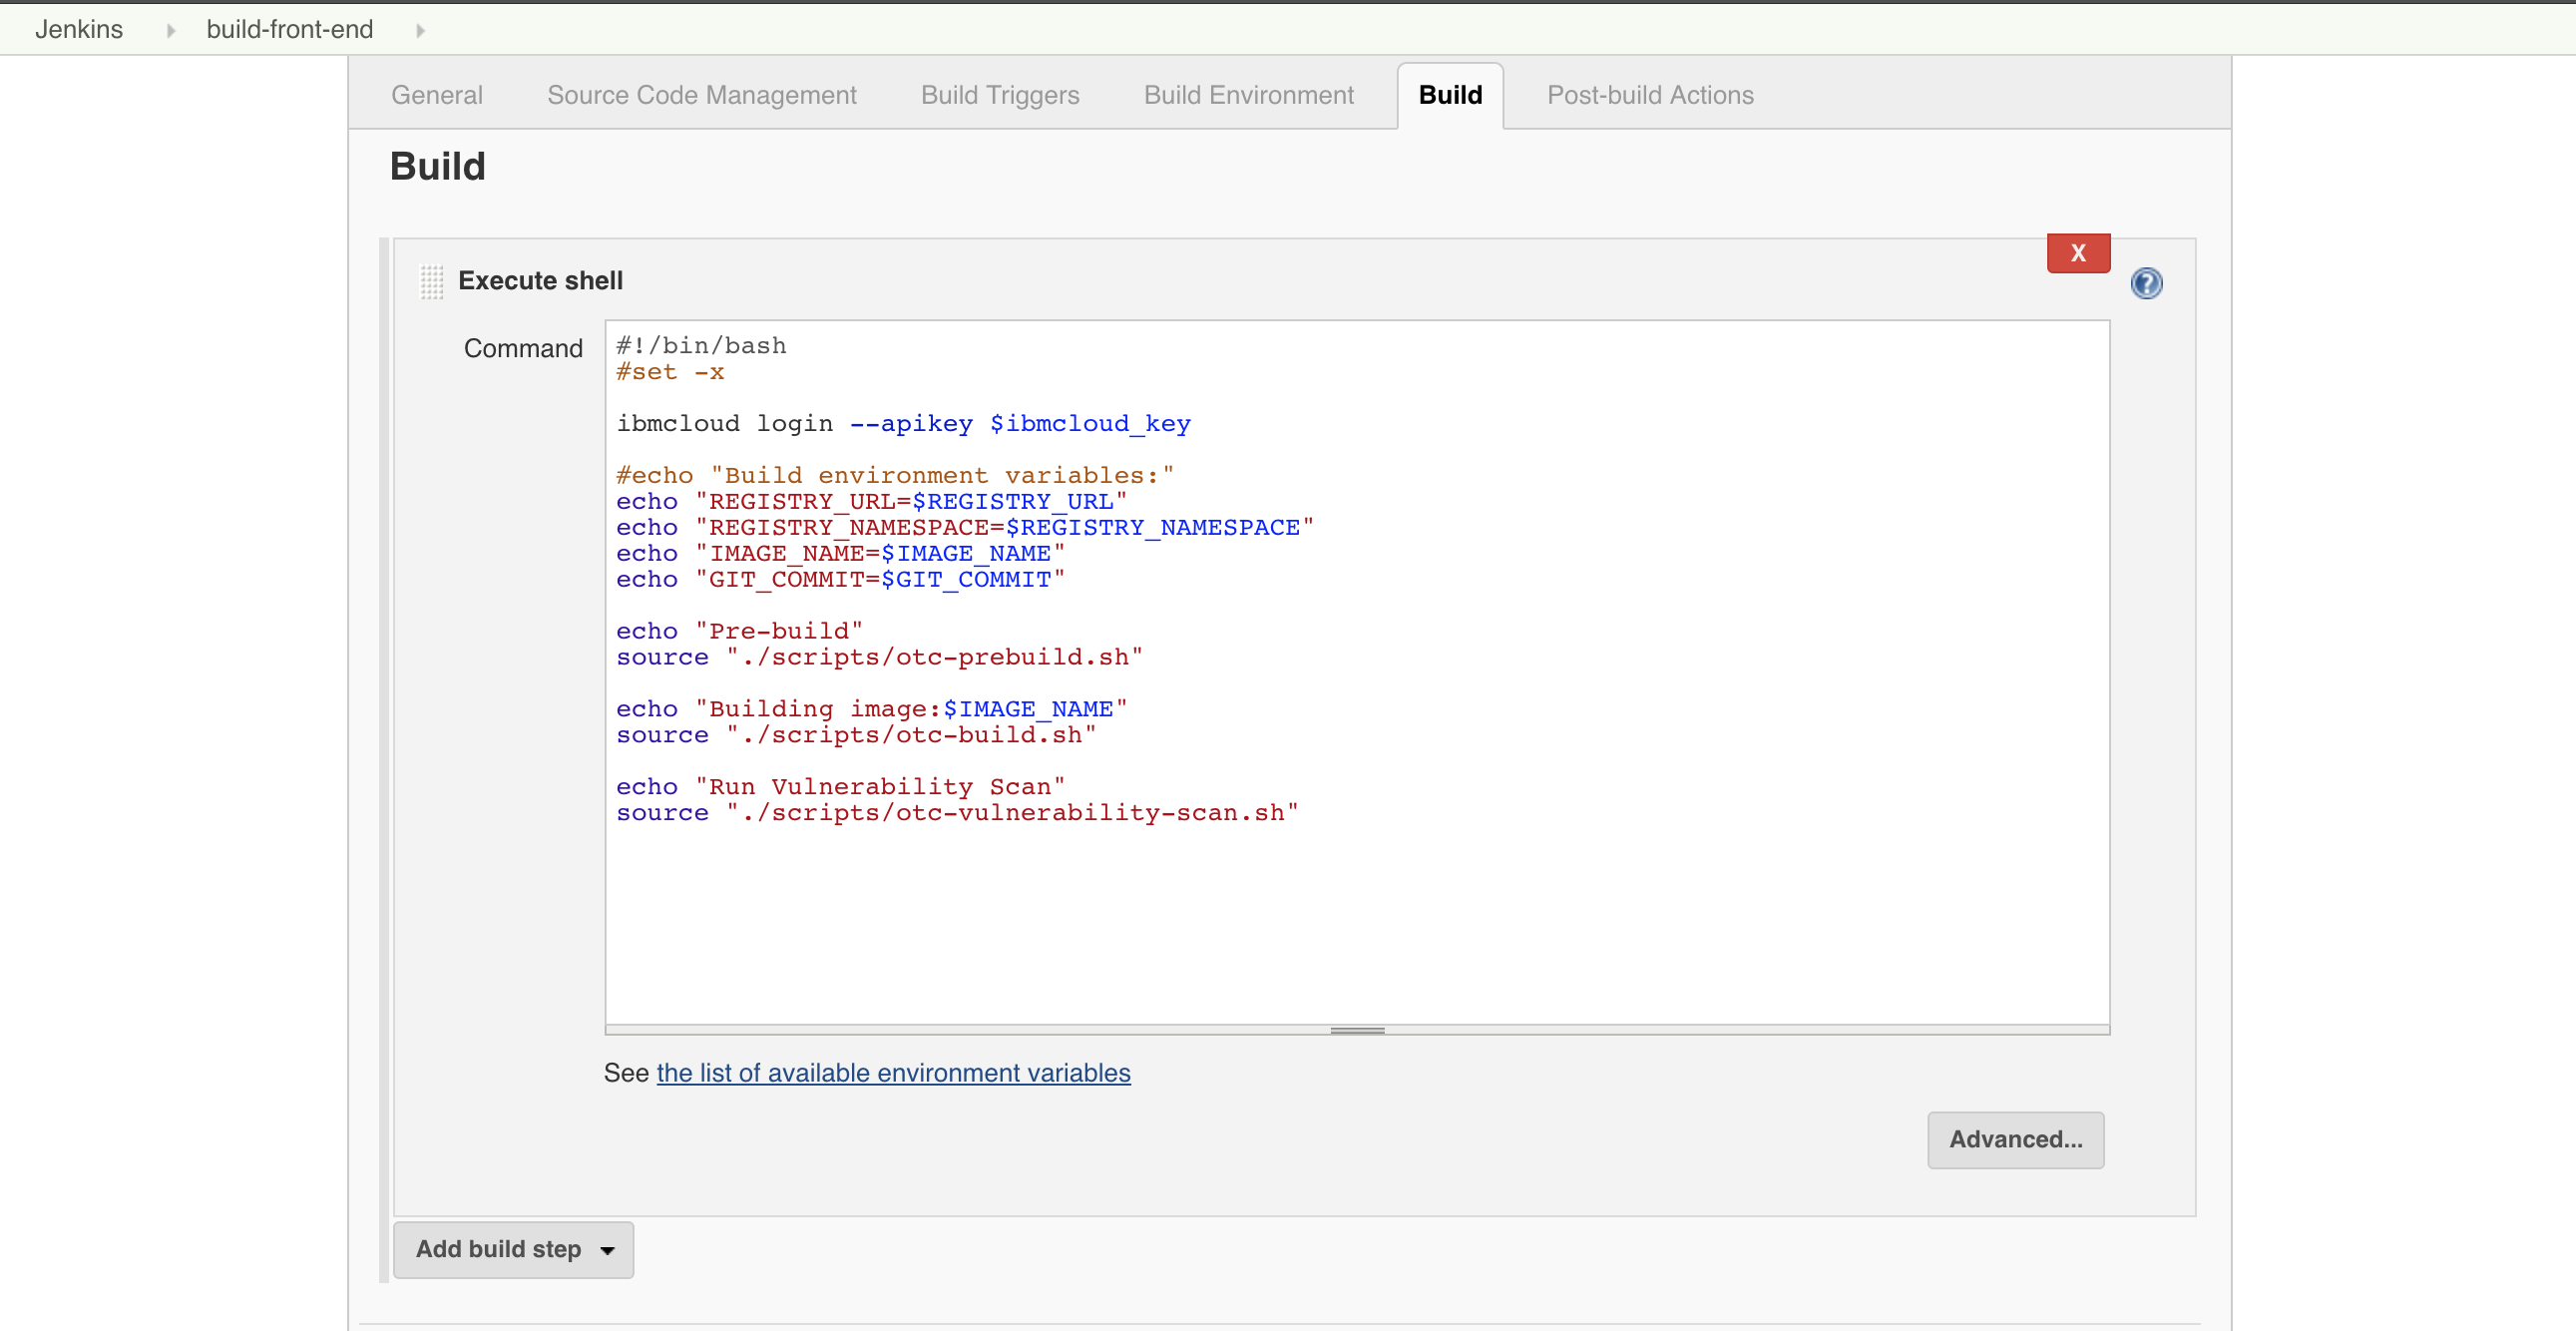 Jenkins build-front-end
General Source Code Management Build Triggers Build Environment Build Post-build Actions
Build
X
Execute shell
?
Command
#!/bin/bash
#set -x
ibmcloud login --apikey $ibmcloud_key
#echo "Build environment variables:"
echo "REGISTRY_URL=$REGISTRY_URL"
echo "REGISTRY_NAMESPACE=$REGISTRY_NAMESPACE"
echo "IMAGE_NAME=$IMAGE_NAME"
echo "GIT_COMMIT=$GIT_COMMIT"
echo "Pre-build"
source "./scripts/otc-prebuild.sh"
echo "Building image:$IMAGE_NAME"
source "./scripts/otc-build.sh"
echo "Run Vulnerability Scan"
source "./scripts/otc-vulnerability-scan.sh"
See the list of available environment variables
Advanced...
Add build step